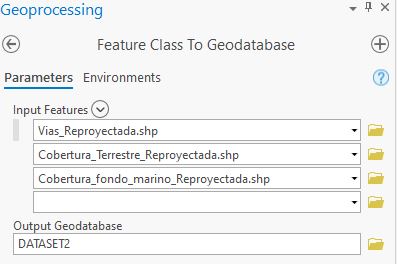 Geoprocessing
Feature Class To Geodatabase
Parameters Environments
Input Features
Vias_Reproyectada.shp
Cobertura_Terrestre_Reproyectada.shp
Cobertura_fondo_marino_Reproyectada.shp
Output Geodatabase
DATASET2